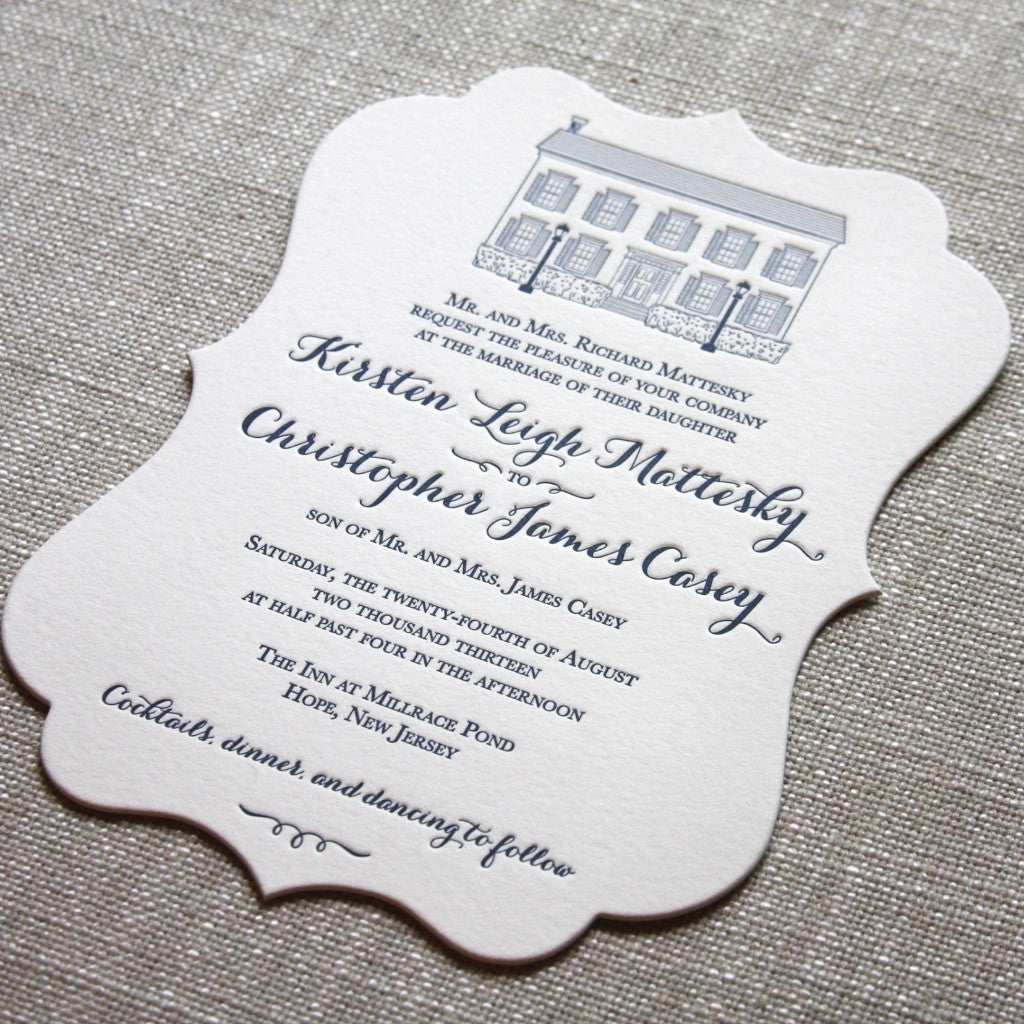 Mr. and Mrs. Richard Mattesky
request the pleasure of your company
at the marriage of their daughter
Kirsten Leigh Mattesky
to
Christopher James Casey
son of Mr. and Mrs. James Casey
Saturday, the twenty-fourth of August
two thousand thirteen
at half past four in the afternoon
The Inn at Millrace Pond
Hope, New Jersey
Cocktails, dinner, and dancing to follow